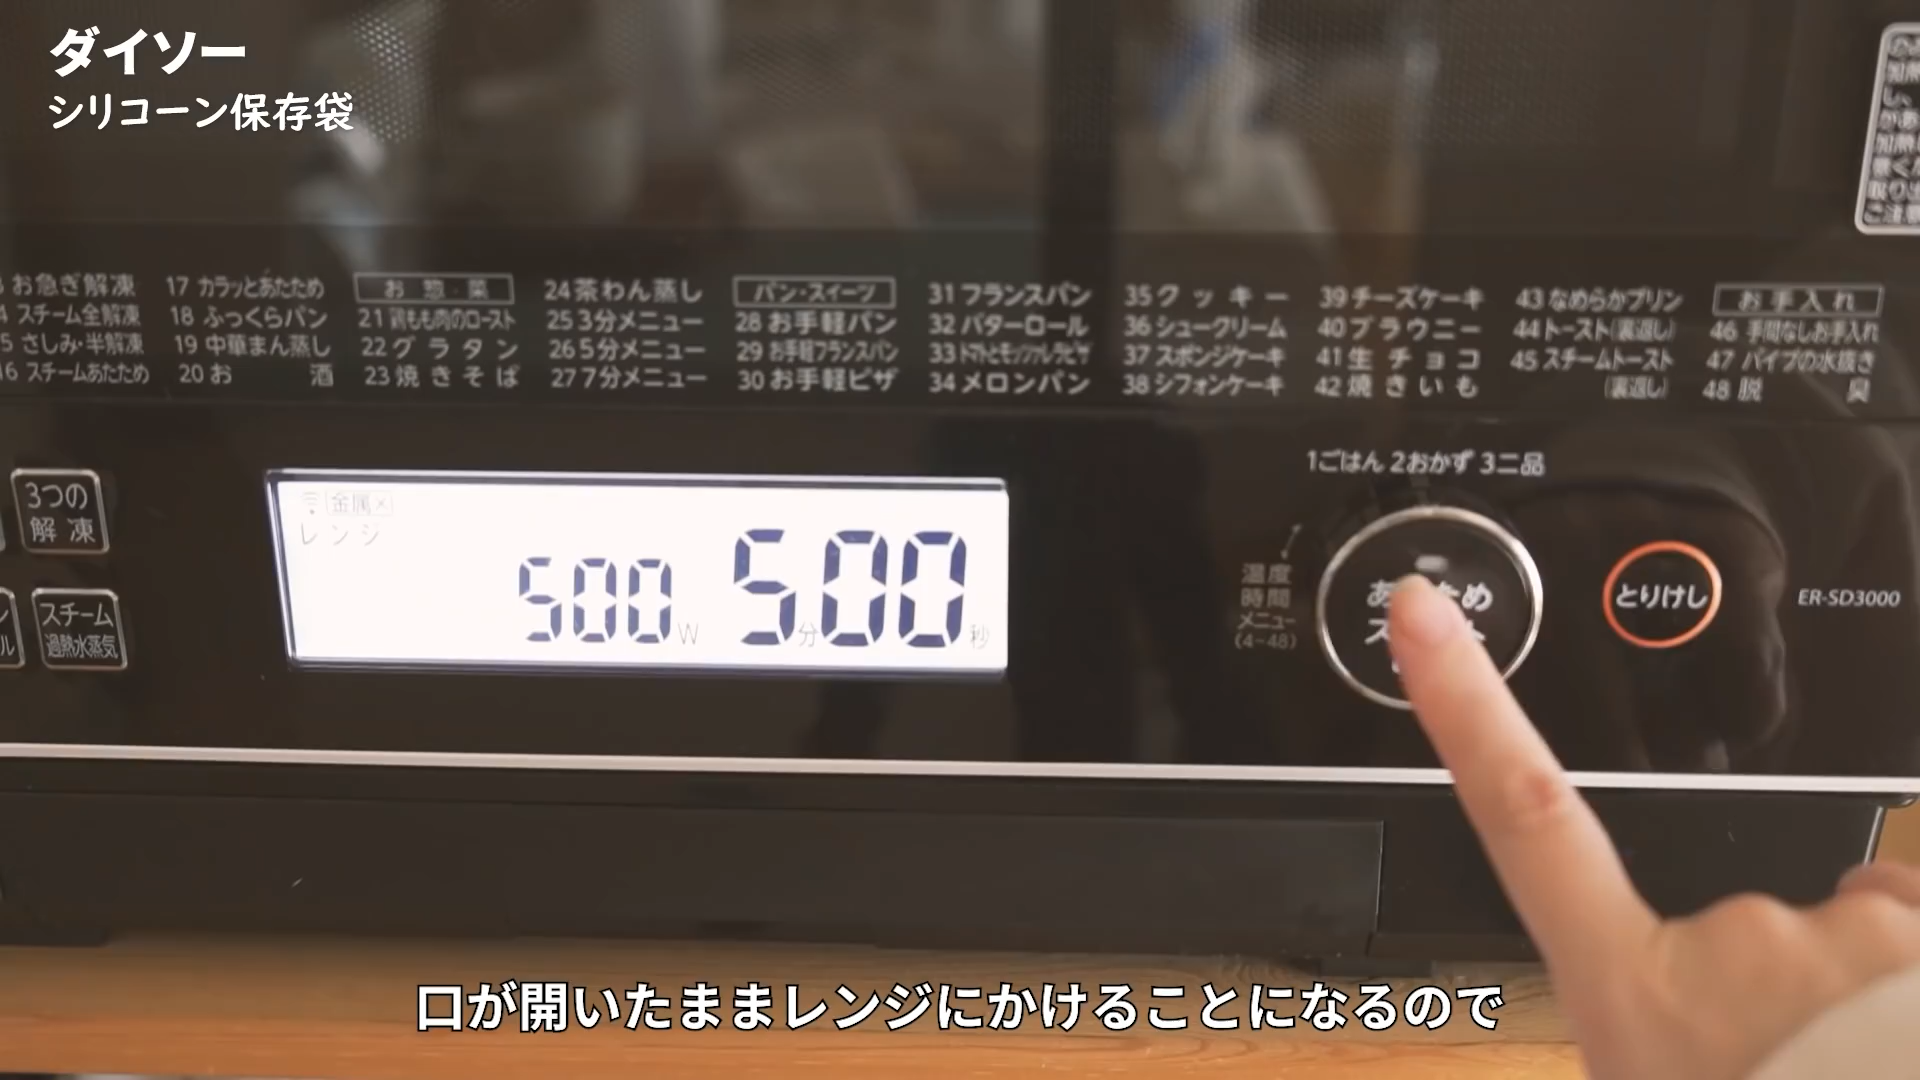 ダイソー
シリコーン保存袋
お急ぎ解凍
スチーム全解凍
さしみ・半解凍
16 スチームあたため
17 カラッとあたため
18 ふっくらパン
19 中華まん蒸し
20 お酒
お惣菜
21 鶏もも肉のロースト
22 グラタン
23 焼きそば
24 茶わん蒸し
25 3分メニュー
26 5分メニュー
27 7分メニュー
パン・スイーツ
28 お手軽パン
29 お手軽フランスパン
30 お手軽ピザ
31 フランスパン
32 バターロール
33 トマトとモッツァレラピザ
34 メロンパン
35 クッキー
36 シュークリーム
37 スポンジケーキ
38 シフォンケーキ
39 チーズケーキ
40 ブラウニー
41 生チョコ
42 焼きいも
43 なめらかプリン
44 トースト(裏返し)
45 スチームトースト
(裏返し)
お手入れ
46 手間なしお手入れ
47 パイプの水抜き
48 脱臭
3つの
解凍
スチーム
過熱水蒸気
金属×
レンジ
500W 5分00秒
1ごはん 2おかず 3二品
温度
時間
メニュー
(4-48)
とりけし
ER-SD3000
口が開いたままレンジにかけることになるので